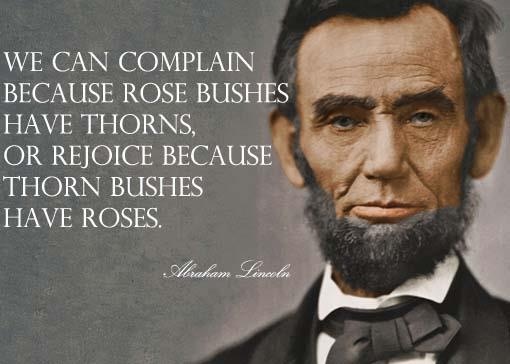 WE CAN COMPLAIN
BECAUSE ROSE BUSHES
HAVE THORNS,
OR REJOICE BECAUSE
THORN BUSHES
HAVE ROSES.
Abraham Lincoln